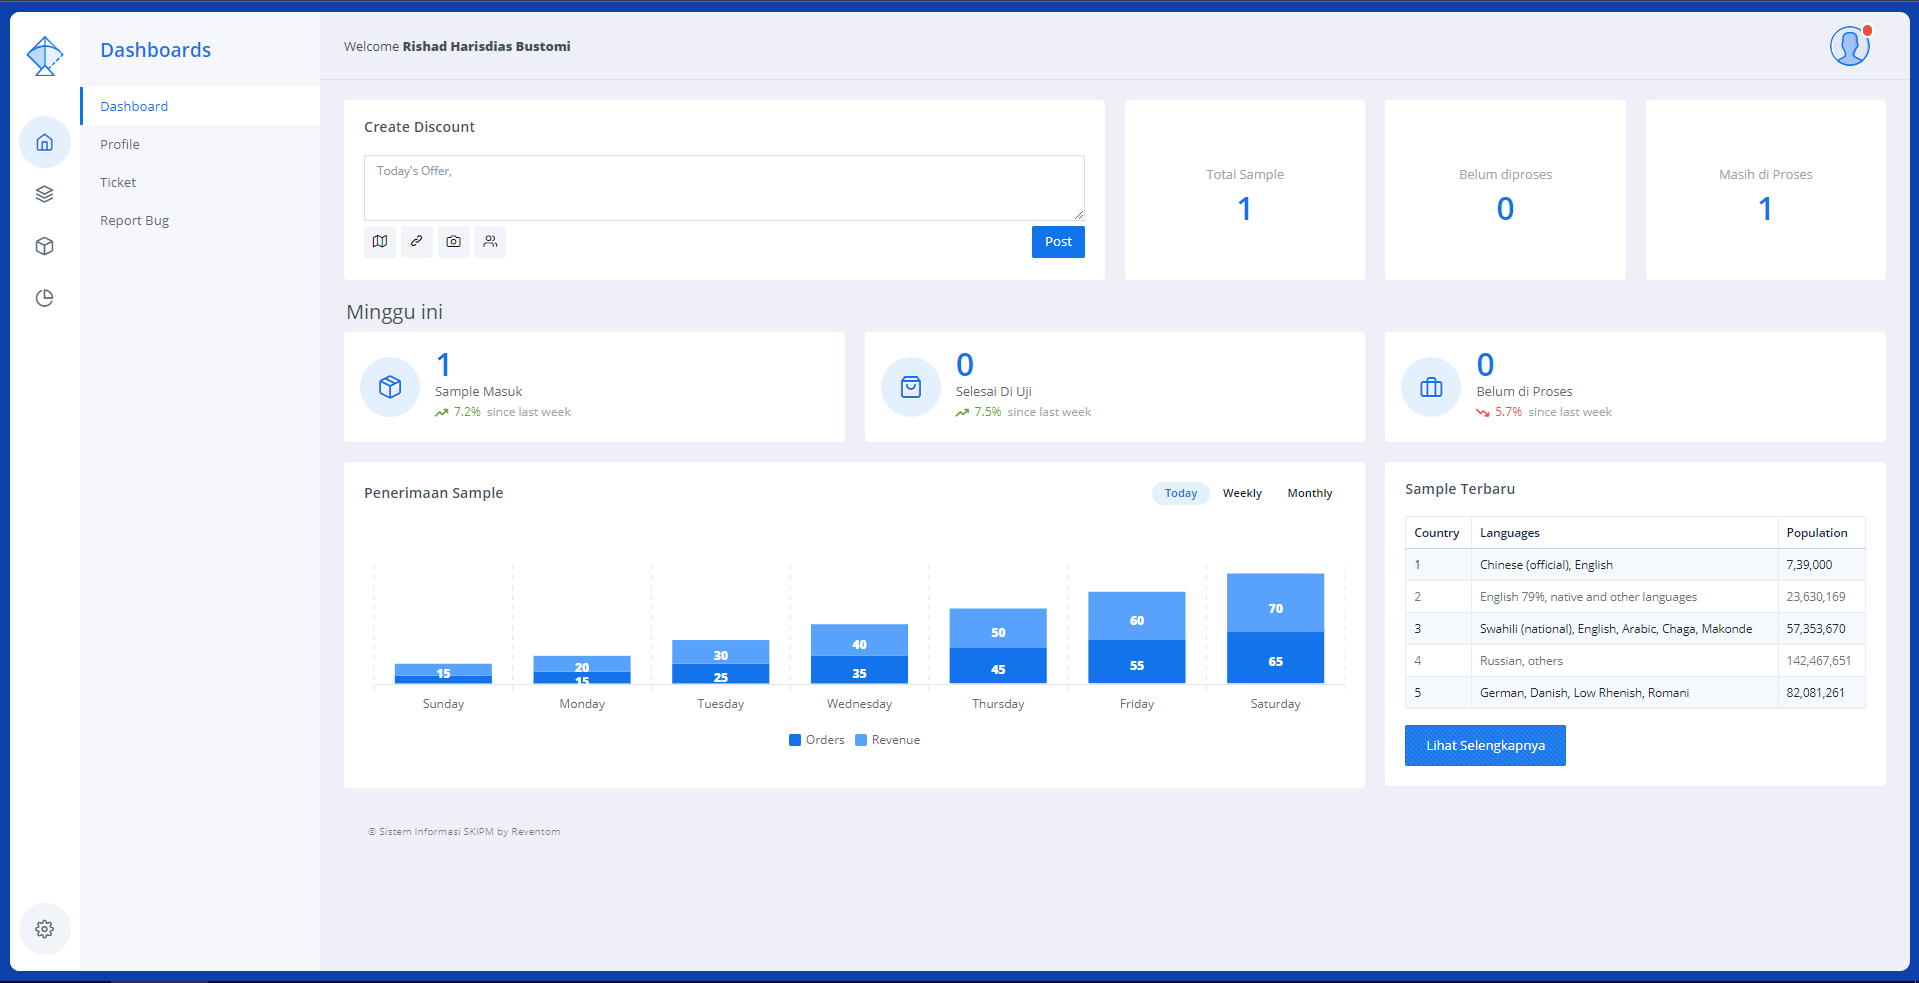 Dashboards
Dashboard
Profile
Ticket
Report Bug
Welcome Rishad Harisdias Bustomi
Create Discount
Today's Offer,
Post
Total Sample
1
Belum diproses
0
Masih di Proses
1
Minggu ini
1
Sample Masuk
7.2% since last week
0
Selesai Di Uji
7.5% since last week
0
Belum di Proses
5.7% since last week
Penerimaan Sample
Today Weekly Monthly
15 20 30 40 50 60 70
15 25 35 45 55 65
Sunday Monday Tuesday Wednesday Thursday Friday Saturday
Orders Revenue
Sample Terbaru
Country Languages Population
1 Chinese (official), English 7,39,000
2 English 79%, native and other languages 23,630,169
3 Swahili (national), English, Arabic, Chaga, Makonde 57,353,670
4 Russian, others 142,467,651
5 German, Danish, Low Rhenish, Romani 82,081,261
Lihat Selengkapnya
© Sistem Informasi SKIPM by Reventom